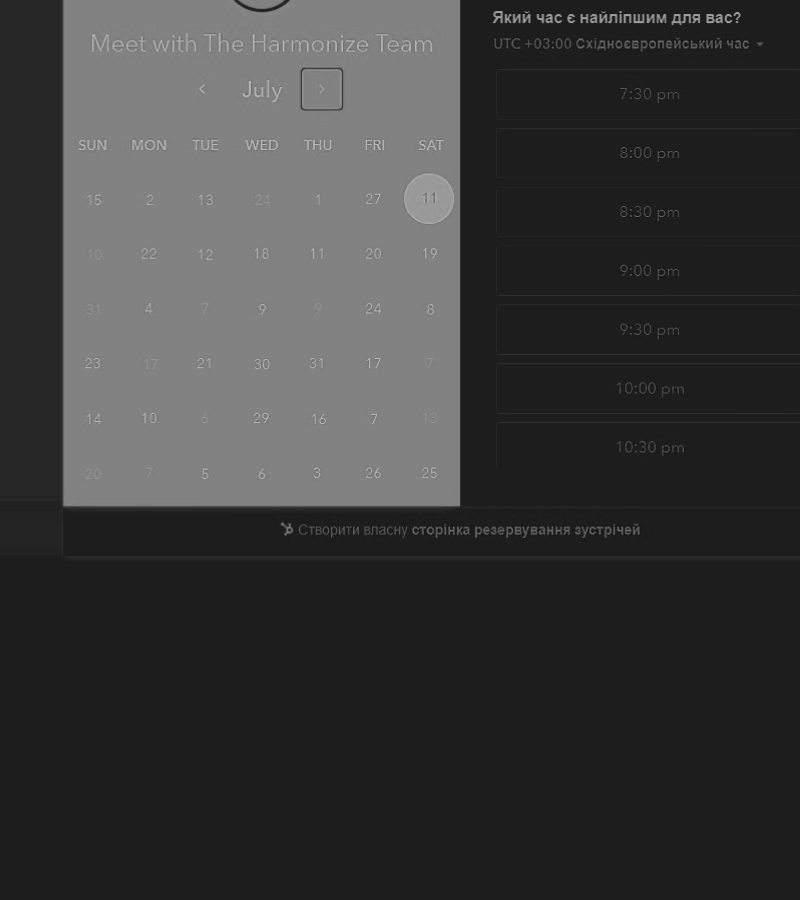 Meet with The Harmonize Team
July
SUN MON TUE WED THU FRI SAT
15 2 13 24 1 27 11
10 22 12 18 11 20 19
31 4 7 9 9 24 8
23 17 21 30 31 17 7
14 10 6 29 16 7 13
20 7 5 6 3 26 25
Який час є найліпшим для вас?
UTC +03:00 Східноєвропейський час
7:30 pm
8:00 pm
8:30 pm
9:00 pm
9:30 pm
10:00 pm
10:30 pm
Створити власну сторінка резервування зустрічей